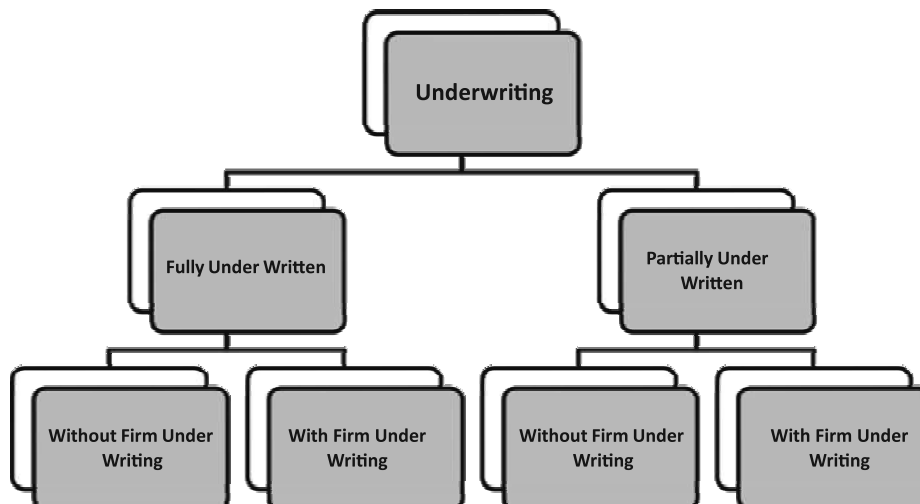 Underwriting
Fully Under Written
Partially Under
Written
Without Firm Under
Writing
With Firm Under
Writing
Without Firm Under
Writing
With Firm Under
Writing